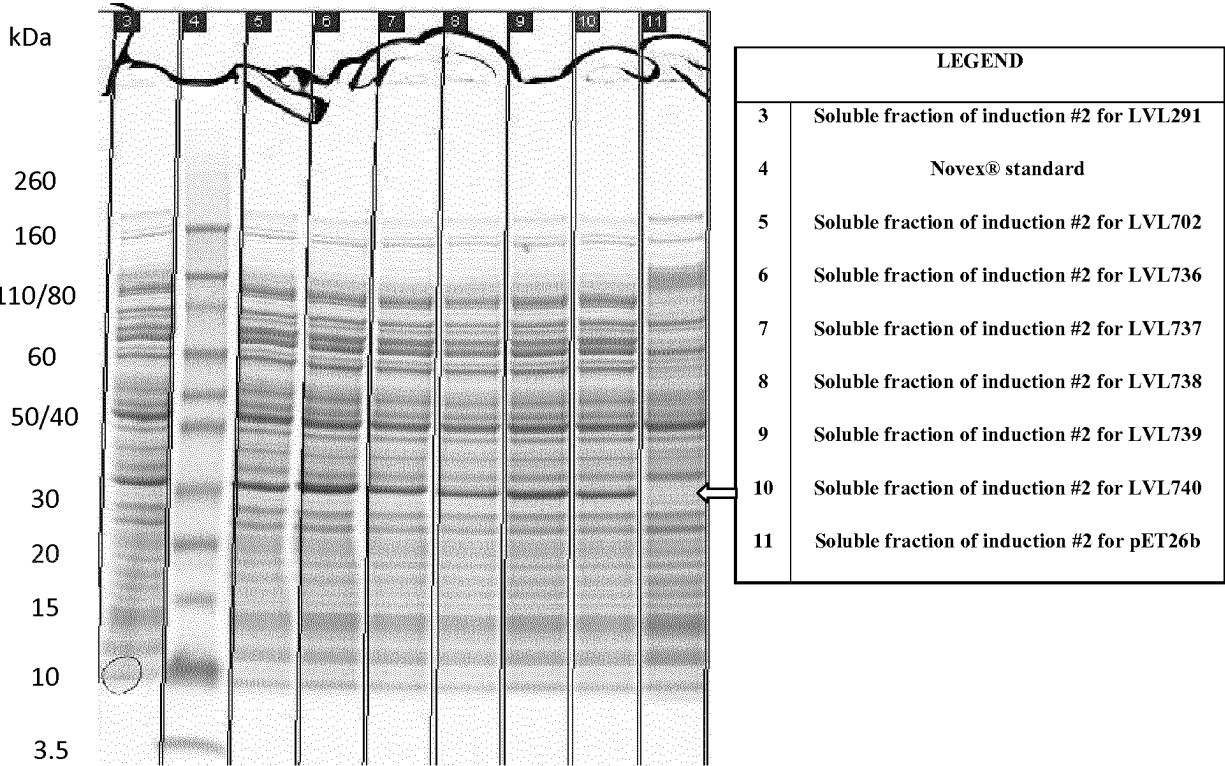 kDa
3 4 5 6 7 8 9 10 11
260
160
110/80
60
50/40
30
20
15
10
3.5
LEGEND
3 Soluble fraction of induction #2 for LVL291
4 Novex® standard
5 Soluble fraction of induction #2 for LVL702
6 Soluble fraction of induction #2 for LVL736
7 Soluble fraction of induction #2 for LVL737
8 Soluble fraction of induction #2 for LVL738
9 Soluble fraction of induction #2 for LVL739
10 Soluble fraction of induction #2 for LVL740
11 Soluble fraction of induction #2 for pET26b